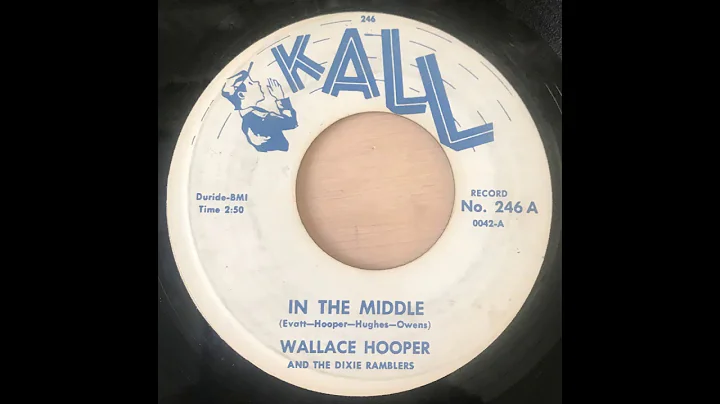 246
KALL
Duride-BMI
Time 2:50
RECORD
No. 246 A
0042-A
IN THE MIDDLE
(Evatt—Hooper—Hughes—Owens)
WALLACE HOOPER
AND THE DIXIE RAMBLERS